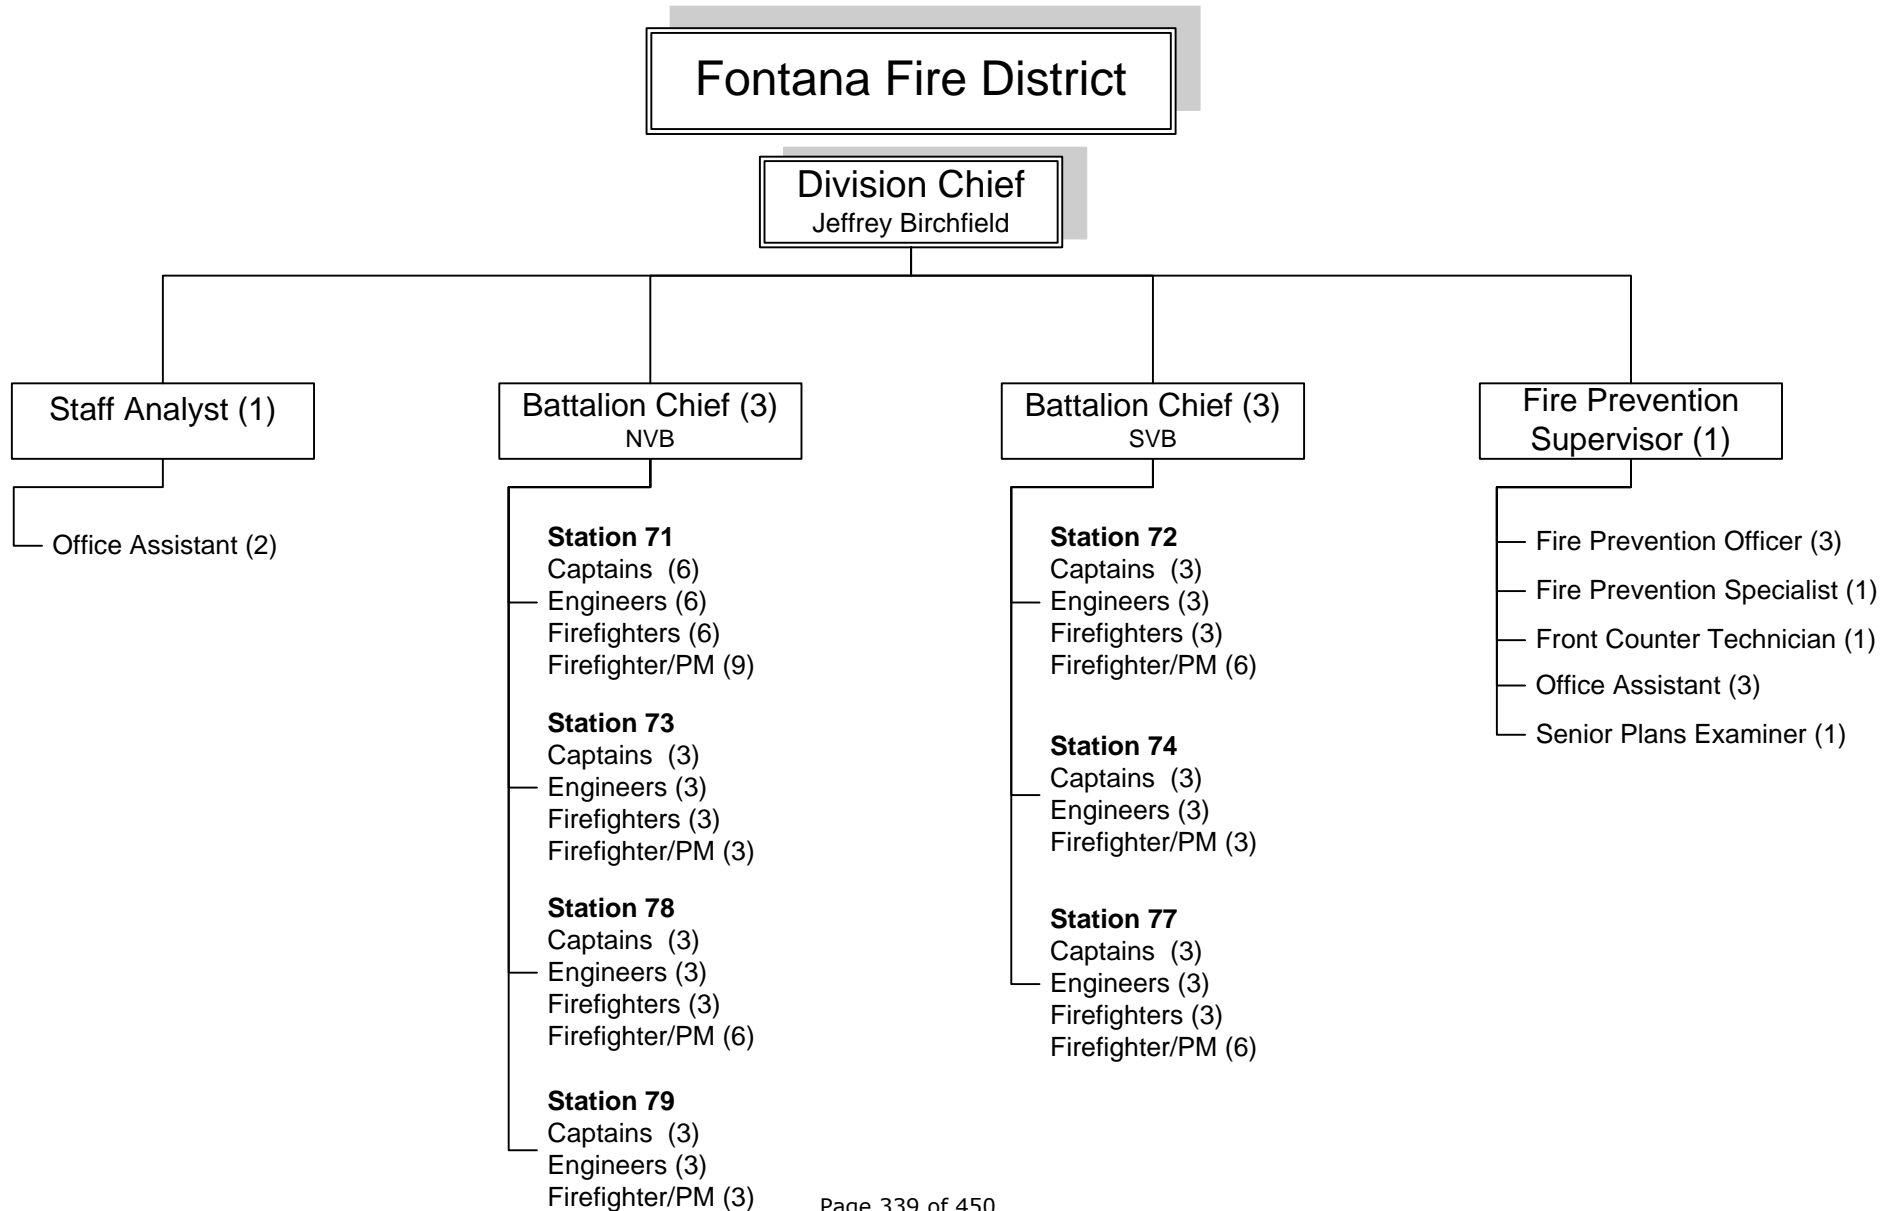 Fontana Fire District
Division Chief
Jeffrey Birchfield
Staff Analyst (1)
Office Assistant (2)
Battalion Chief (3)
NVB
Station 71
Captains  (6)
Engineers (6)
Firefighters (6)
Firefighter/PM (9)
Station 73
Captains  (3)
Engineers (3)
Firefighters (3)
Firefighter/PM (3)
Station 78
Captains  (3)
Engineers (3)
Firefighters (3)
Firefighter/PM (6)
Station 79
Captains  (3)
Engineers (3)
Firefighter/PM (3)
Battalion Chief (3)
SVB
Station 72
Captains  (3)
Engineers (3)
Firefighters (3)
Firefighter/PM (6)
Station 74
Captains  (3)
Engineers (3)
Firefighter/PM (3)
Station 77
Captains  (3)
Engineers (3)
Firefighters (3)
Firefighter/PM (6)
Fire Prevention
Supervisor (1)
Fire Prevention Officer (3)
Fire Prevention Specialist (1)
Front Counter Technician (1)
Office Assistant (3)
Senior Plans Examiner (1)
Page 339 of 450